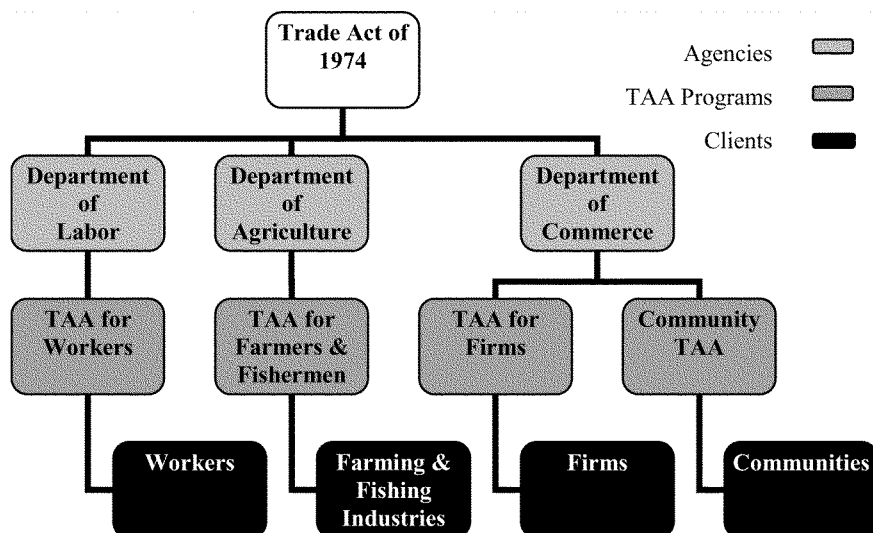 Trade Act of
1974
Agencies
TAA Programs
Clients
Department
of
Labor
Department
of
Agriculture
Department
of
Commerce
TAA for
Workers
TAA for
Farmers &
Fishermen
TAA for
Firms
Community
TAA
Workers
Farming &
Fishing
Industries
Firms
Communities